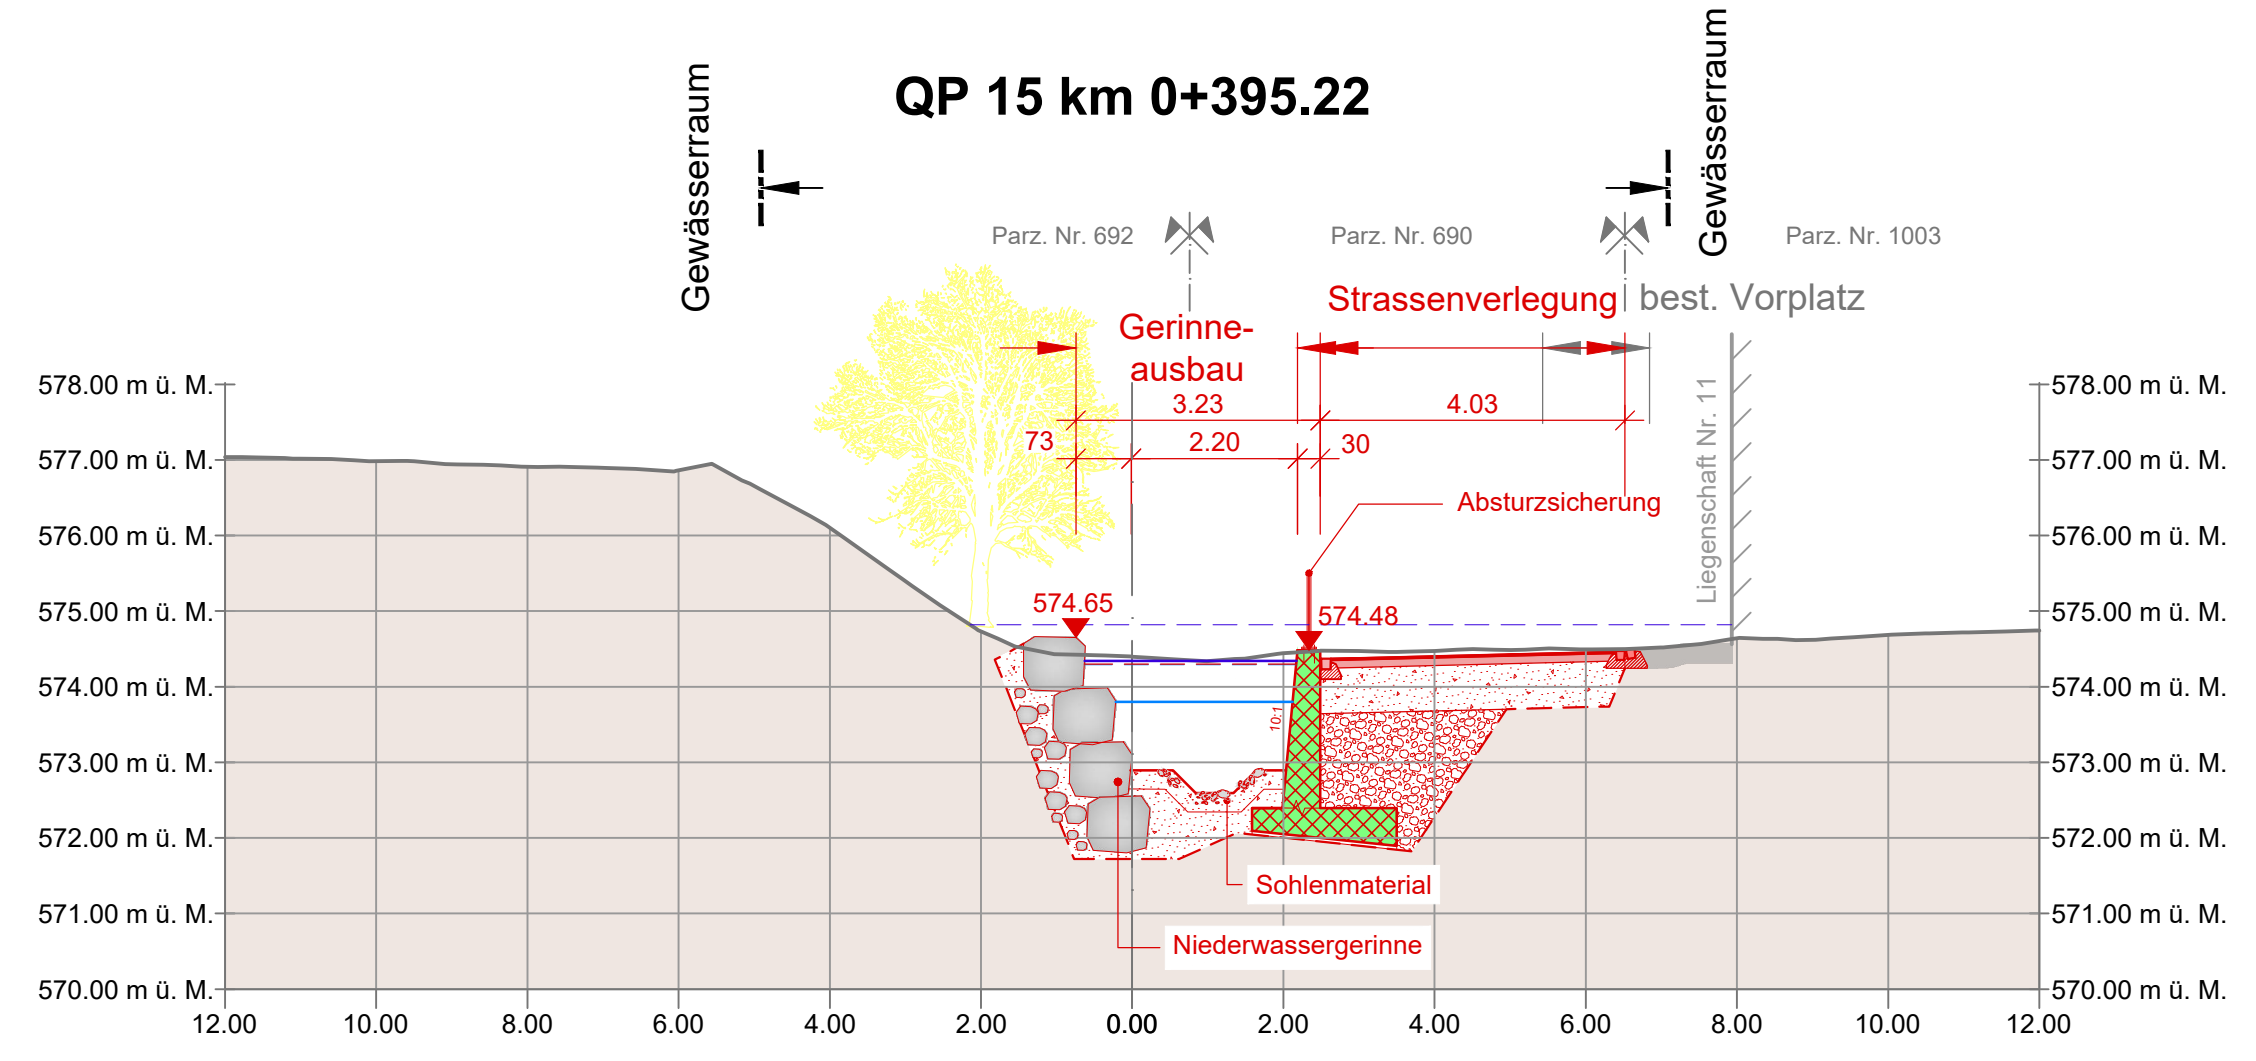 QP 15 km 0+395.22
Gewässerraum
Gewässerraum
Parz. Nr. 692
Parz. Nr. 690
Parz. Nr. 1003
Strassenverlegung
best. Vorplatz
Gerinne-
ausbau
3.23
4.03
73
2.20
30
Absturzsicherung
Liegenschaft Nr. 11
574.65
574.48
10:1
Sohlenmaterial
Niederwassergerinne
578.00 m ü. M.
577.00 m ü. M.
576.00 m ü. M.
575.00 m ü. M.
574.00 m ü. M.
573.00 m ü. M.
572.00 m ü. M.
571.00 m ü. M.
570.00 m ü. M.
578.00 m ü. M.
577.00 m ü. M.
576.00 m ü. M.
575.00 m ü. M.
574.00 m ü. M.
573.00 m ü. M.
572.00 m ü. M.
571.00 m ü. M.
570.00 m ü. M.
12.00 10.00 8.00 6.00 4.00 2.00 0.00 2.00 4.00 6.00 8.00 10.00 12.00